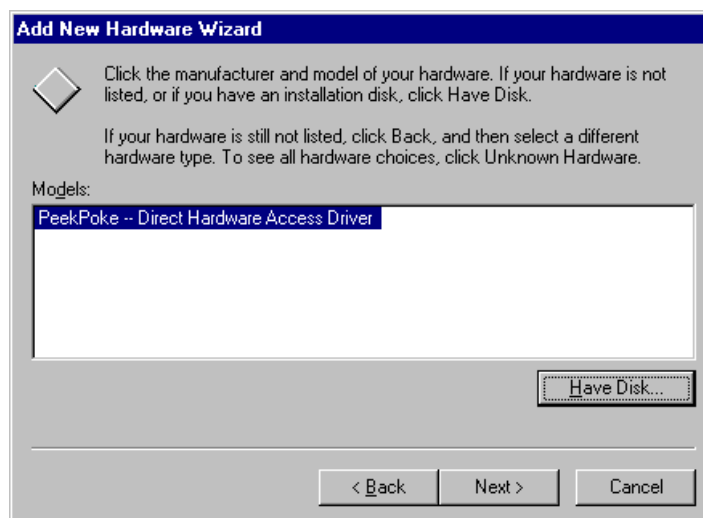 Add New Hardware Wizard
Click the manufacturer and model of your hardware. If your hardware is not
listed, or if you have an installation disk, click Have Disk.
If your hardware is still not listed, click Back, and then select a different
hardware type. To see all hardware choices, click Unknown Hardware.
Models:
PeekPoke -- Direct Hardware Access Driver
Have Disk...
< Back
Next >
Cancel